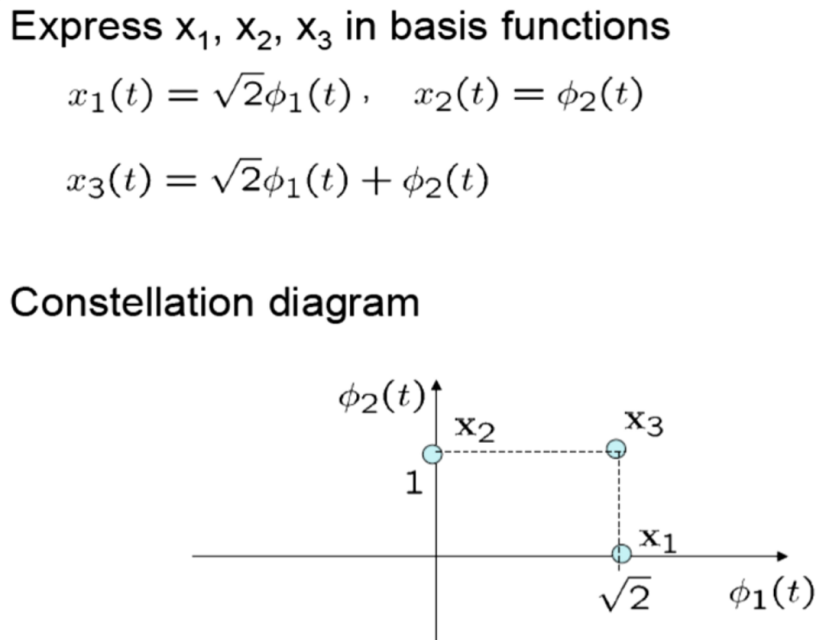 Express x₁, x₂, x₃ in basis functions
x₁(t) = √2ϕ₁(t) , x₂(t) = ϕ₂(t)
x₃(t) = √2ϕ₁(t) + ϕ₂(t)
Constellation diagram
ϕ₂(t)
x₂
x₃
1
x₁
√2
ϕ₁(t)